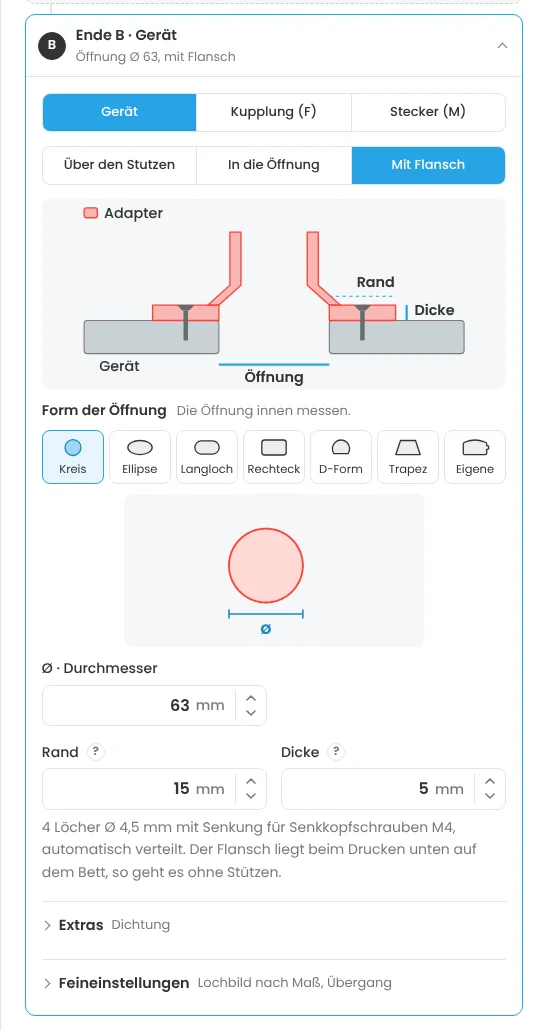 B
Ende B · Gerät
Öffnung Ø 63, mit Flansch
Gerät
Kupplung (F)
Stecker (M)
Über den Stutzen
In die Öffnung
Mit Flansch
Adapter
Rand
Dicke
Gerät
Öffnung
Form der Öffnung Die Öffnung innen messen.
Kreis
Ellipse
Langloch
Rechteck
D-Form
Trapez
Eigene
Ø
Ø · Durchmesser
63 mm
Rand ?
Dicke ?
15 mm
5 mm
4 Löcher Ø 4,5 mm mit Senkung für Senkkopfschrauben M4,
automatisch verteilt. Der Flansch liegt beim Drucken unten auf
dem Bett, so geht es ohne Stützen.
Extras Dichtung
Feineinstellungen Lochbild nach Maß, Übergang